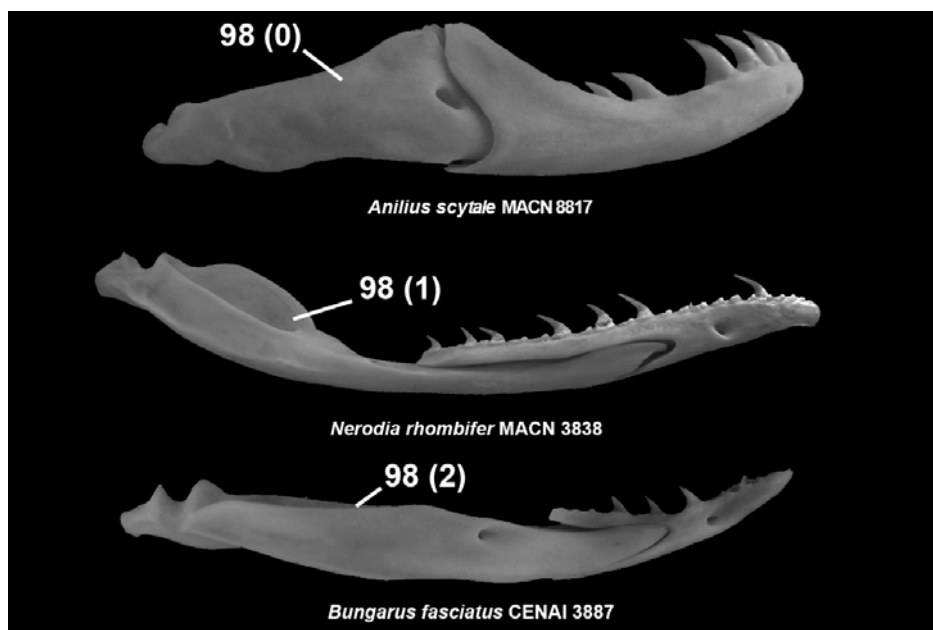 98 (0)
Anilius scytale MACN 8817
98 (1)
Nerodia rhombifer MACN 3838
98 (2)
Bungarus fasciatus CENAI 3887